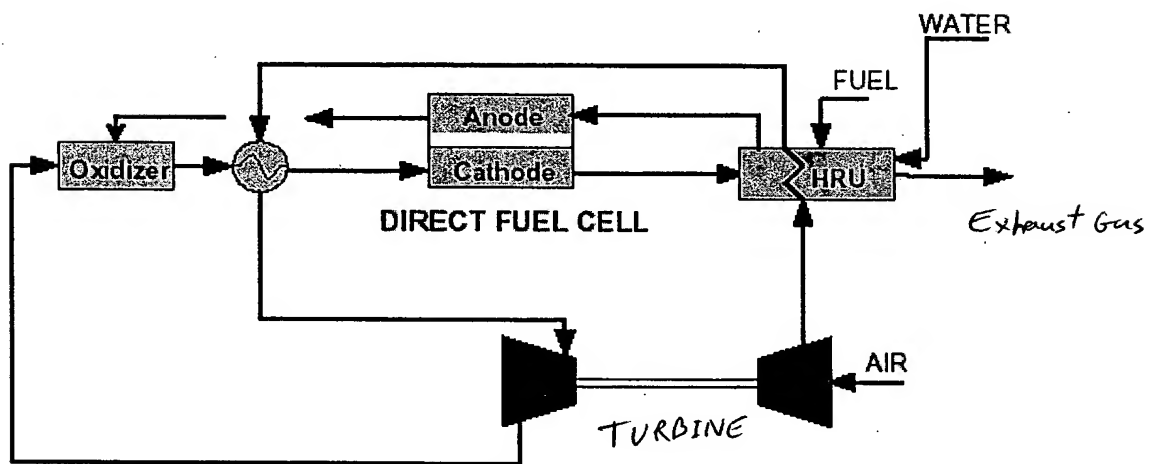 WATER
FUEL
Anode
Oxidizer
Cathode
HRU
DIRECT FUEL CELL
Exhaust Gas
AIR
TURBINE